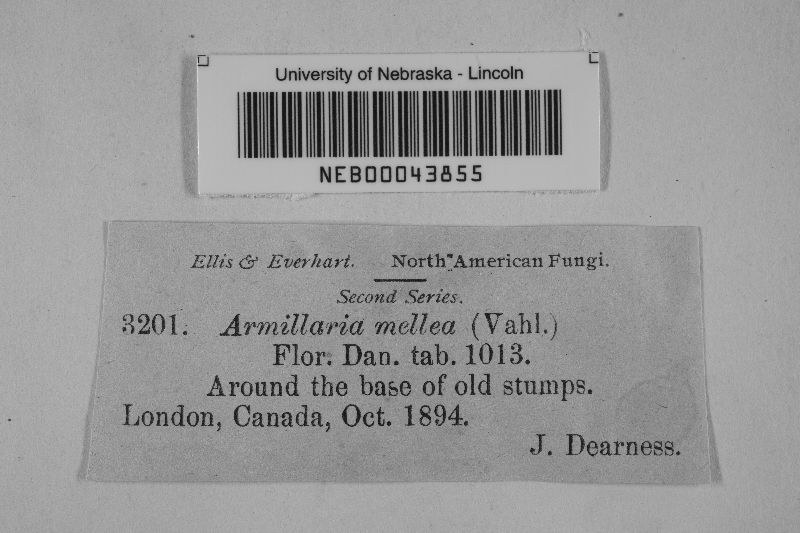 University of Nebraska - Lincoln
NEB00043855
Ellis & Everhart. North American Fungi.
Second Series.
3201. Armillaria mellea (Vahl.)
Flor. Dan. tab. 1013.
Around the base of old stumps.
London, Canada, Oct. 1894.
J. Dearness.